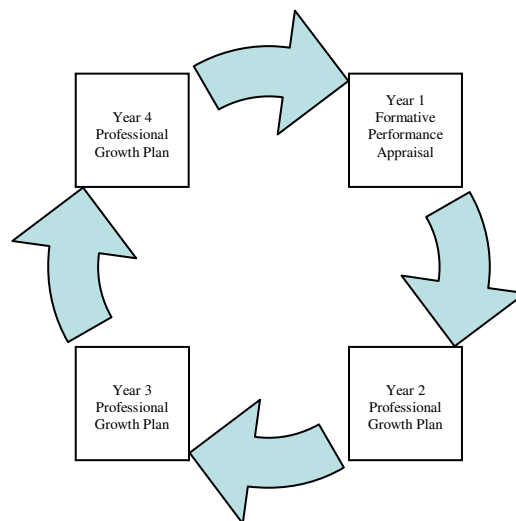 Year 4
Professional
Growth Plan
Year 1
Formative
Performance
Appraisal
Year 3
Professional
Growth Plan
Year 2
Professional
Growth Plan